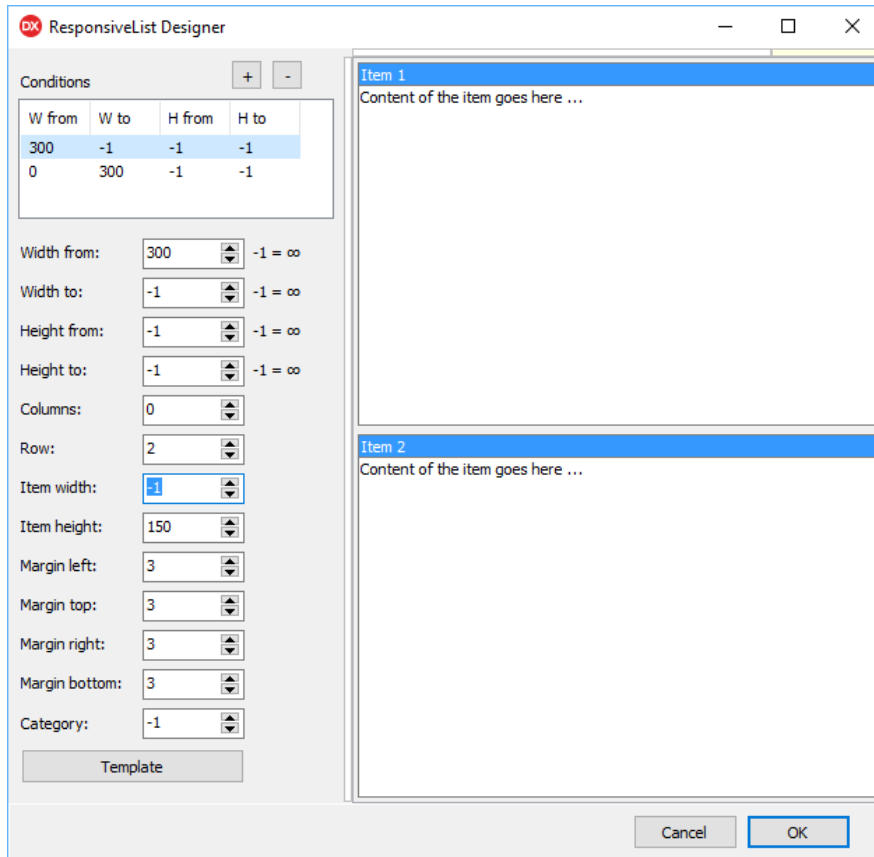 DX ResponsiveList Designer
Conditions + -
W from W to H from H to
300 -1 -1 -1
0 300 -1 -1
Width from: 300 -1 = ∞
Width to: -1 -1 = ∞
Height from: -1 -1 = ∞
Height to: -1 -1 = ∞
Columns: 0
Row: 2
Item width: -1
Item height: 150
Margin left: 3
Margin top: 3
Margin right: 3
Margin bottom: 3
Category: -1
Template
Item 1
Content of the item goes here ...
Item 2
Content of the item goes here ...
Cancel OK